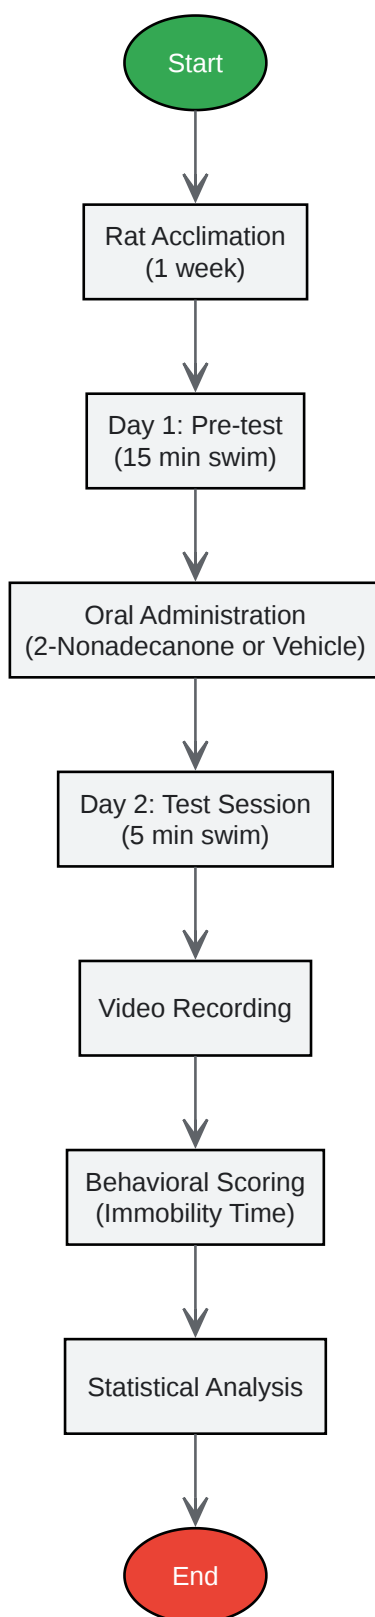 Start
Rat Acclimation
(1 week)
Day 1: Pre-test
(15 min swim)
Oral Administration
(2-Nonadecanone or Vehicle)
Day 2: Test Session
(5 min swim)
Video Recording
Behavioral Scoring
(Immobility Time)
Statistical Analysis
End